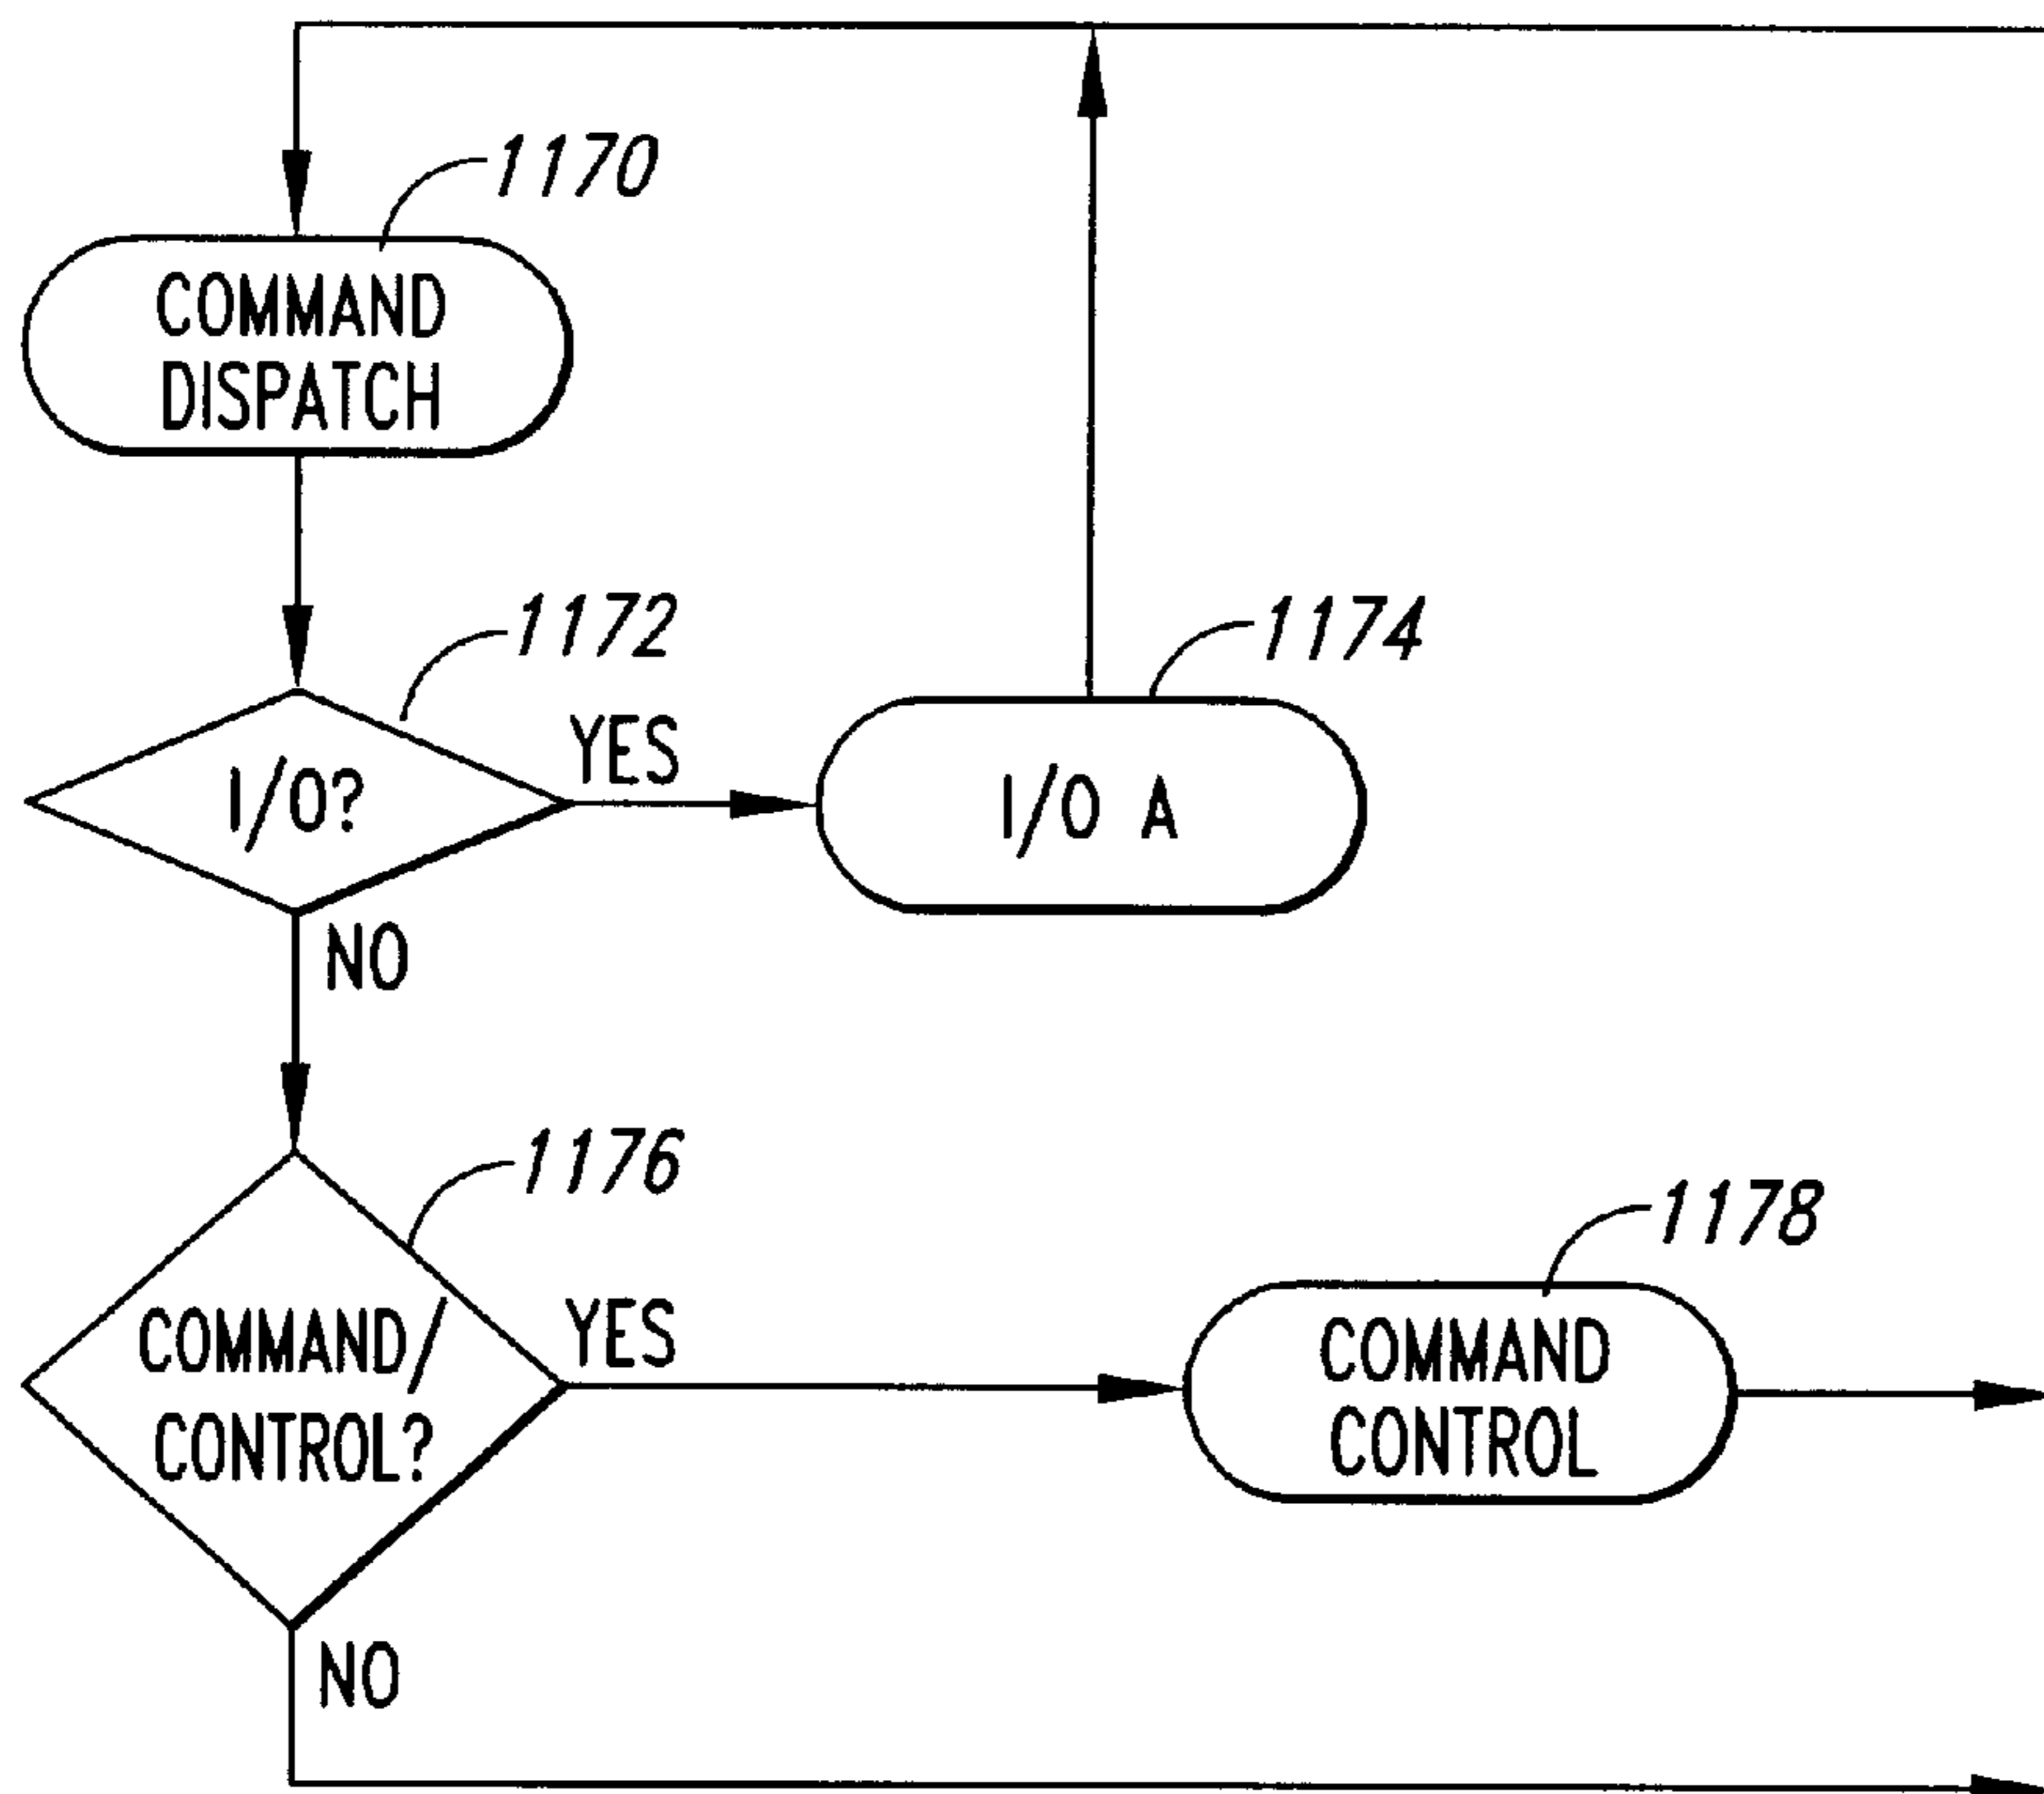 1170
COMMAND
DISPATCH
1172
1174
YES
I/O?
I/O A
NO
1176
1178
YES
COMMAND/
CONTROL?
COMMAND
CONTROL
NO